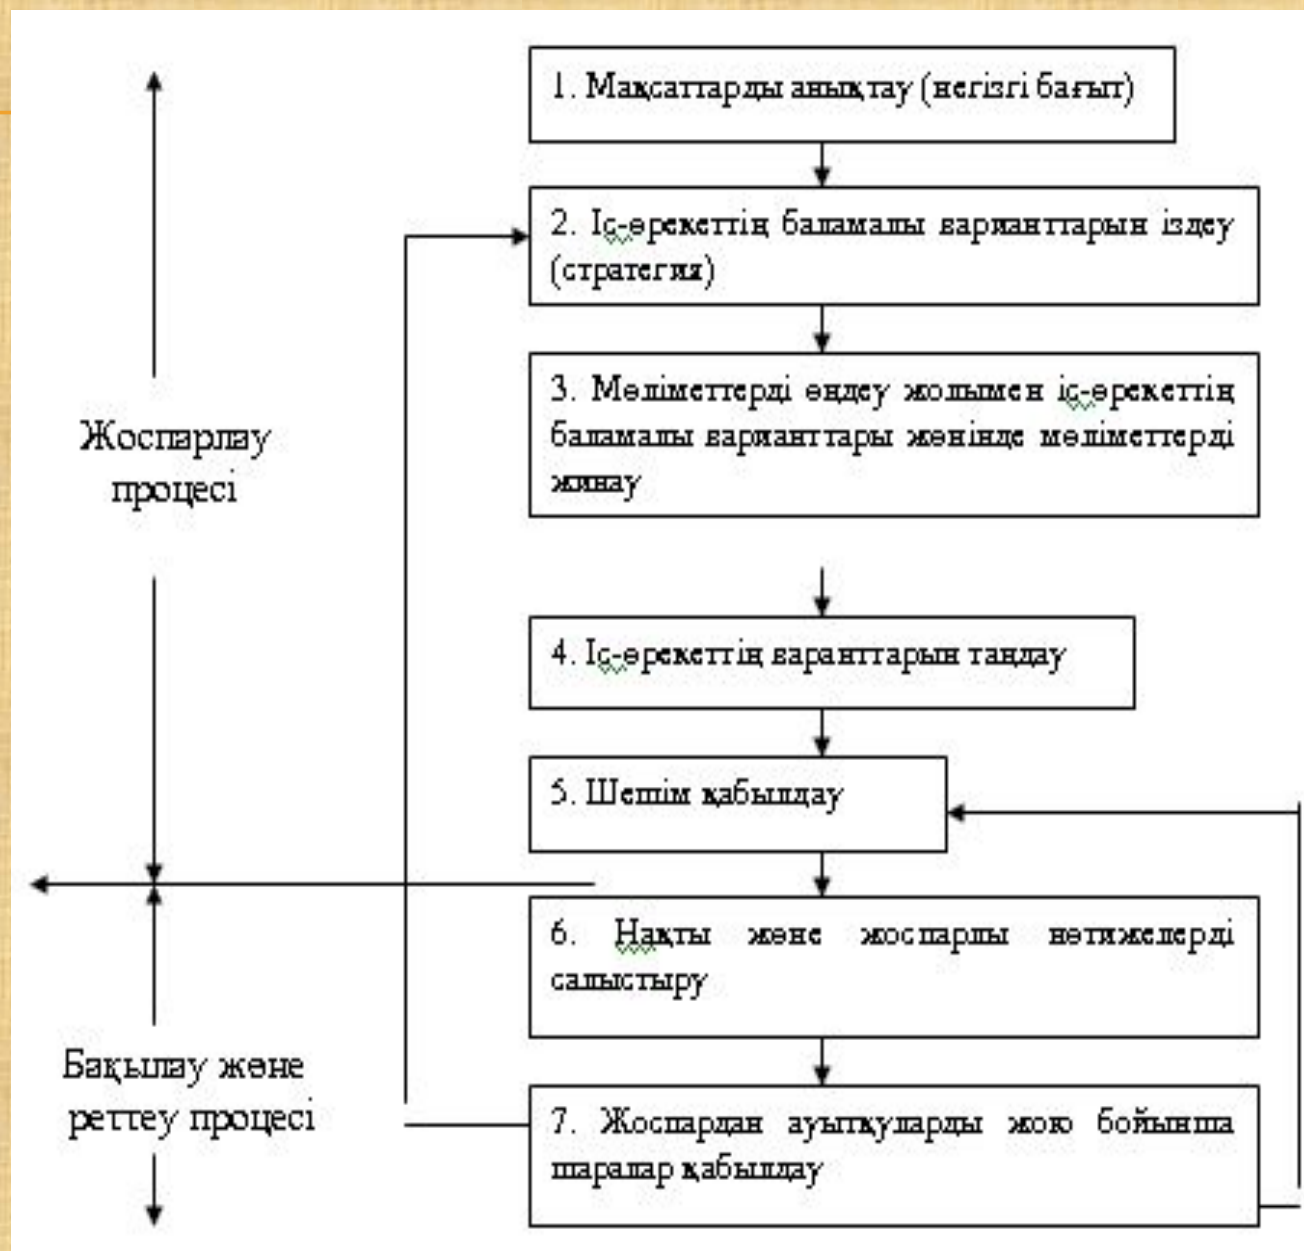 1. Мақсаттарды анықтау (негізгі бағыт)
2. Іс-әрекеттің баламалы варианттарын іздеу
(стратегия)
3. Мәліметтерді өңдеу жолымен іс-әрекеттің
баламалы варианттары жөнінде мәліметтерді
жинау
Жоспарлау
процесі
4. Іс-әрекеттің варанттарын таңдау
5. Шешім қабылдау
6. Нақты және жоспарлы нәтижелерді
салыстыру
Бақылау және
реттеу процесі
7. Жоспардан ауытқуларды жою бойынша
шаралар қабылдау